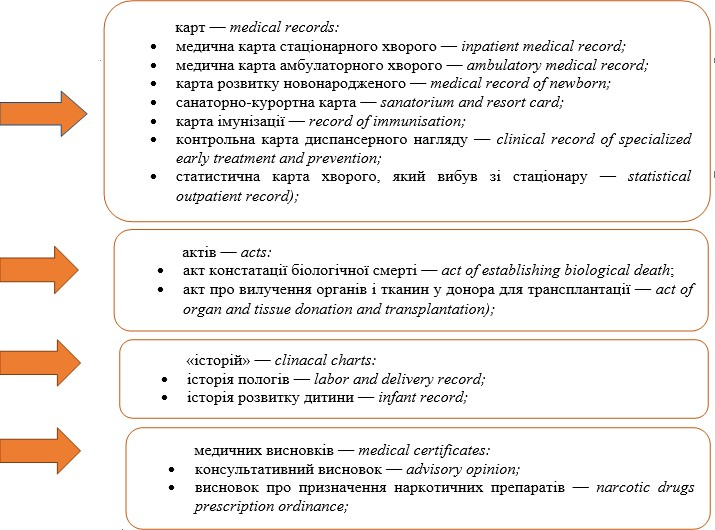 карт — medical records:
• медична карта стаціонарного хворого — inpatient medical record;
• медична карта амбулаторного хворого — ambulatory medical record;
• карта розвитку новонародженого — medical record of newborn;
• санаторно-курортна карта — sanatorium and resort card;
• карта імунізації — record of immunisation;
• контрольна карта диспансерного нагляду — clinical record of specialized
early treatment and prevention;
• статистична карта хворого, який вибув зі стаціонару — statistical
outpatient record);
актів — acts:
• акт констатації біологічної смерті — act of establishing biological death;
• акт про вилучення органів і тканин у донора для трансплантації — act of
organ and tissue donation and transplantation);
«історій» — clinacal charts:
• історія пологів — labor and delivery record;
• історія розвитку дитини — infant record;
медичних висновків — medical certificates:
• консультативний висновок — advisory opinion;
• висновок про призначення наркотичних препаратів — narcotic drugs
prescription ordinance;